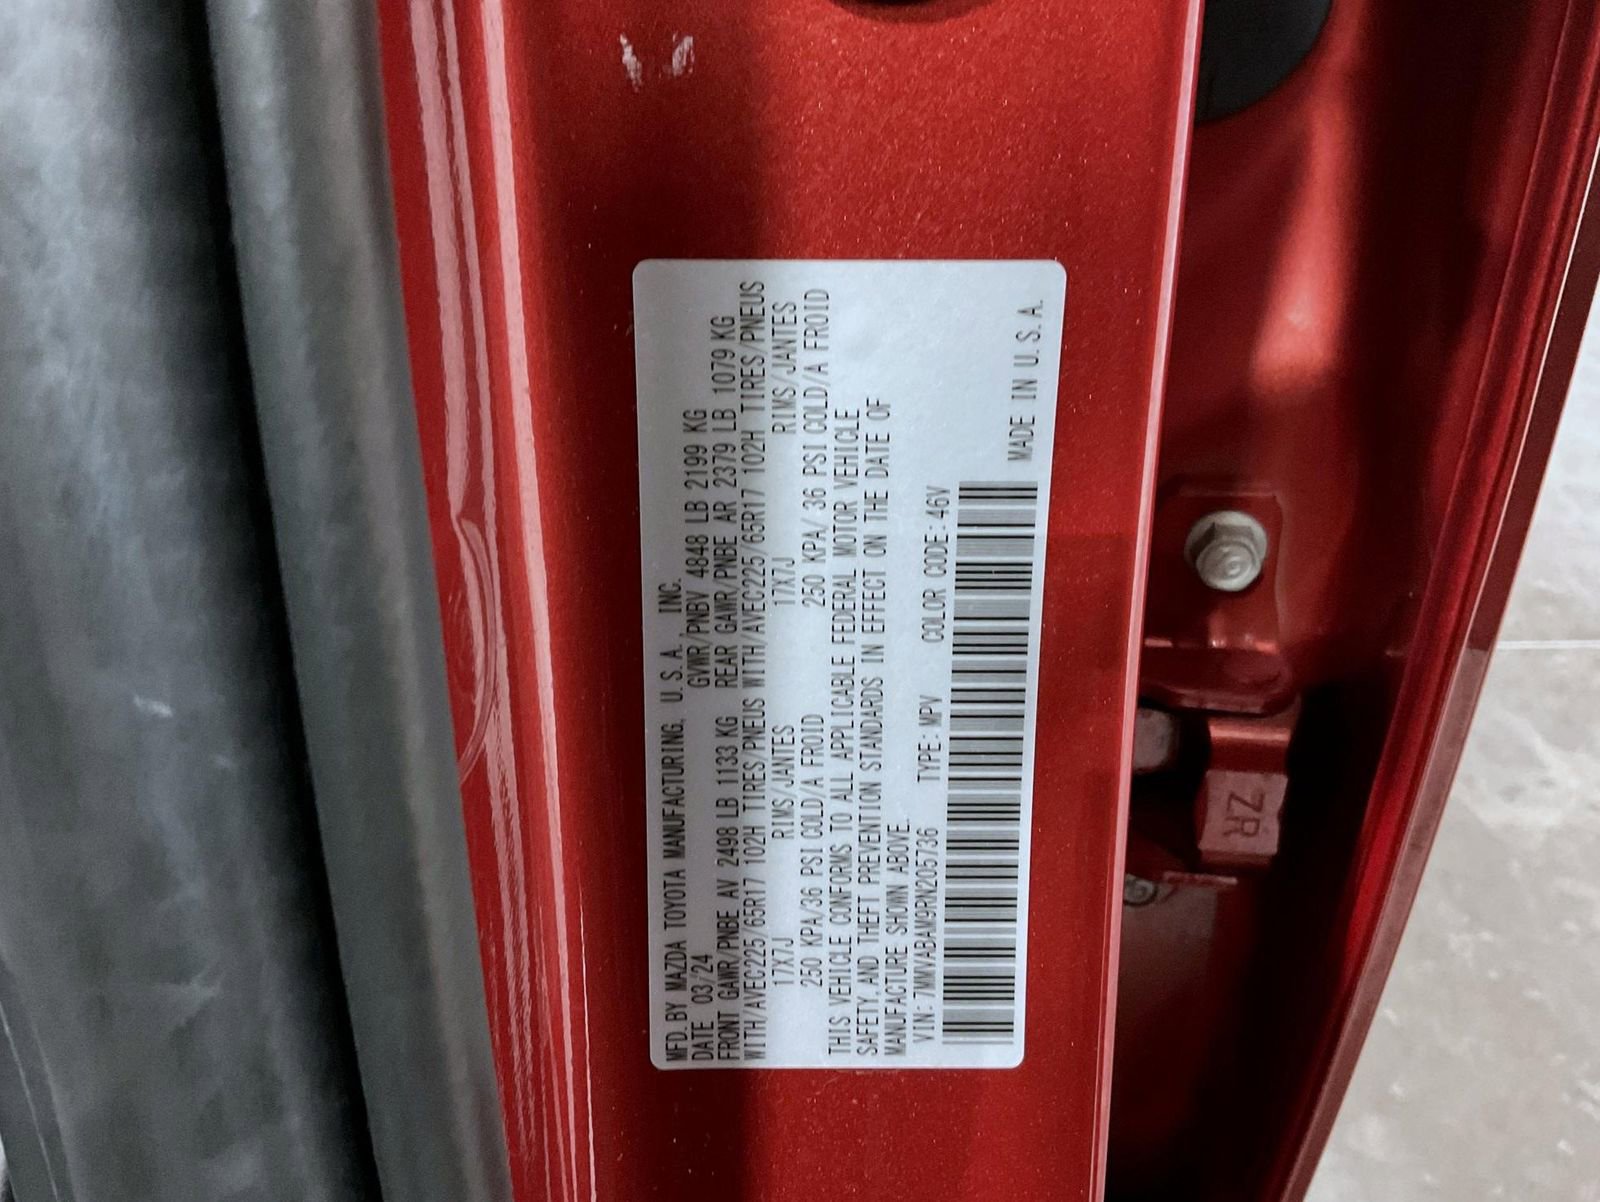 MFD. BY MAZDA TOYOTA MANUFACTURING, U.S.A. INC.
DATE 03/24 GVWR/PNBV 4848 LB 2199 KG
FRONT GAWR/PNBE AV 2498 LB 1133 KG REAR GAWR/PNBE AR 2379 LB 1079 KG
WITH/AVEC225/65R17 102H TIRES/PNEUS WITH/AVEC225/65R17 102H TIRES/PNEUS
17X7J RIMS/JANTES 17X7J RIMS/JANTES
250 KPA/36 PSI COLD/A FROID 250 KPA/36 PSI COLD/A FROID
THIS VEHICLE CONFORMS TO ALL APPLICABLE FEDERAL MOTOR VEHICLE
SAFETY, AND THEFT PREVENTION STANDARDS IN EFFECT ON THE DATE OF
MANUFACTURE SHOWN ABOVE.
VIN: 7MMVABAM9RN205736 TYPE: MPV COLOR CODE: 46V
MADE IN U.S.A.
ZR